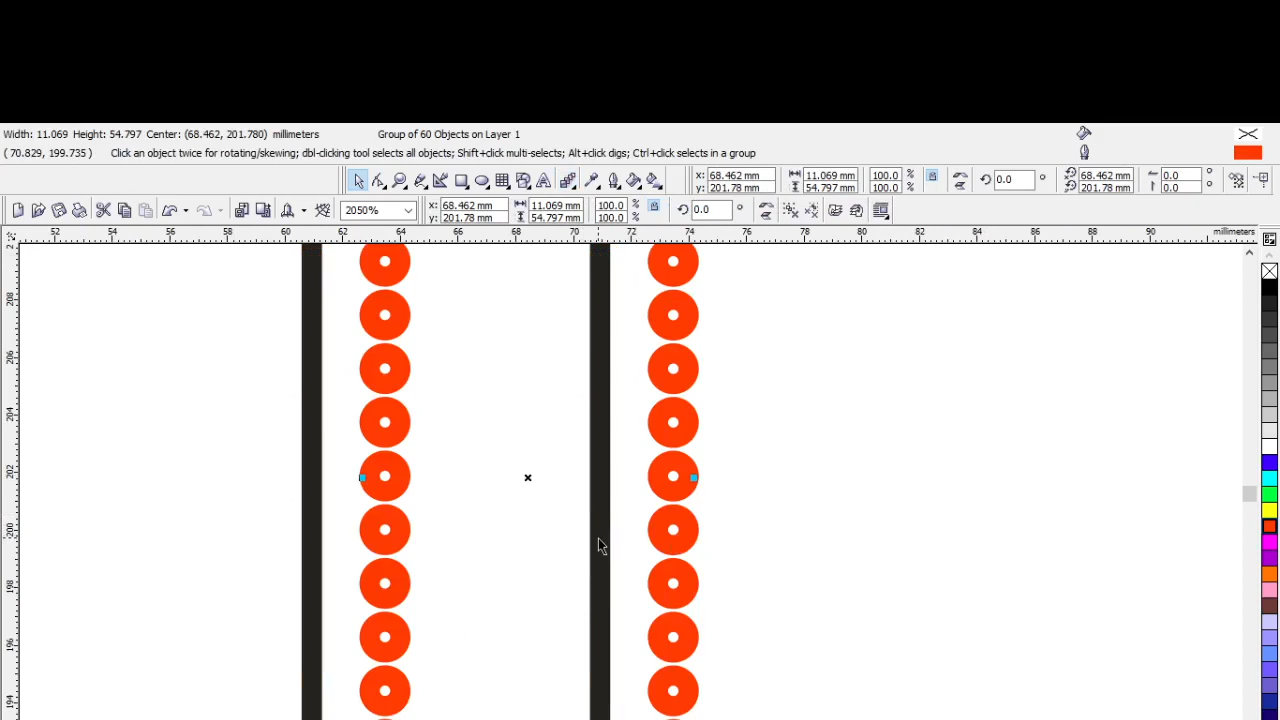 Width: 11.069 Height: 54.797 Center: (68.462, 201.780) millimeters Group of 60 Objects on Layer 1
( 70.829, 199.735 ) Click an object twice for rotating/skewing; dbl-clicking tool selects all objects; Shift+click multi-selects; Alt+click digs; Ctrl+click selects in a group
x: 68.462 mm 11.069 mm 100.0 % 0.0 ° 68.462 mm 0.0 °
y: 201.78 mm 54.797 mm 100.0 % 201.78 mm 0.0 °
2050% x: 68.462 mm 11.069 mm 100.0 % 0.0 °
y: 201.78 mm 54.797 mm 100.0 %
52 54 56 58 60 62 64 66 68 70 72 74 76 78 80 82 84 86 88 90 millimeters
208
206
204
202
200
198
196
194